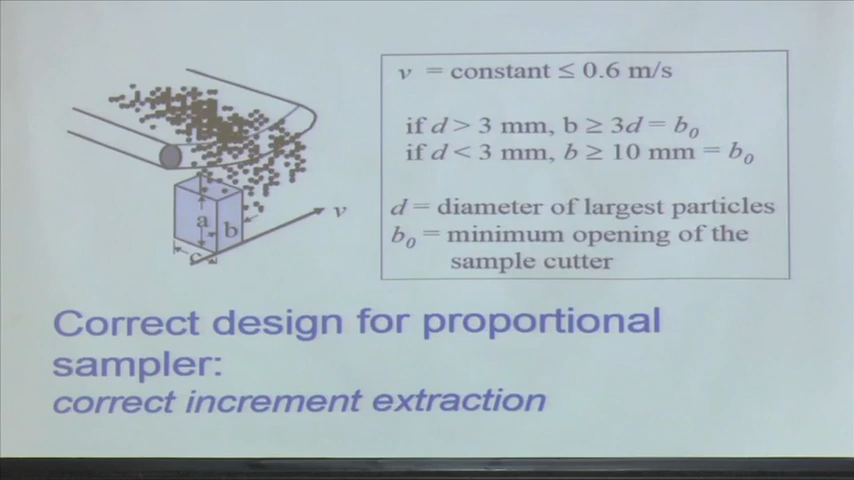 v = constant ≤ 0.6 m/s
if d > 3 mm, b ≥ 3d = b₀
if d < 3 mm, b ≥ 10 mm = b₀
d = diameter of largest particles
b₀ = minimum opening of the
sample cutter
v
a
b
c
Correct design for proportional
sampler:
correct increment extraction